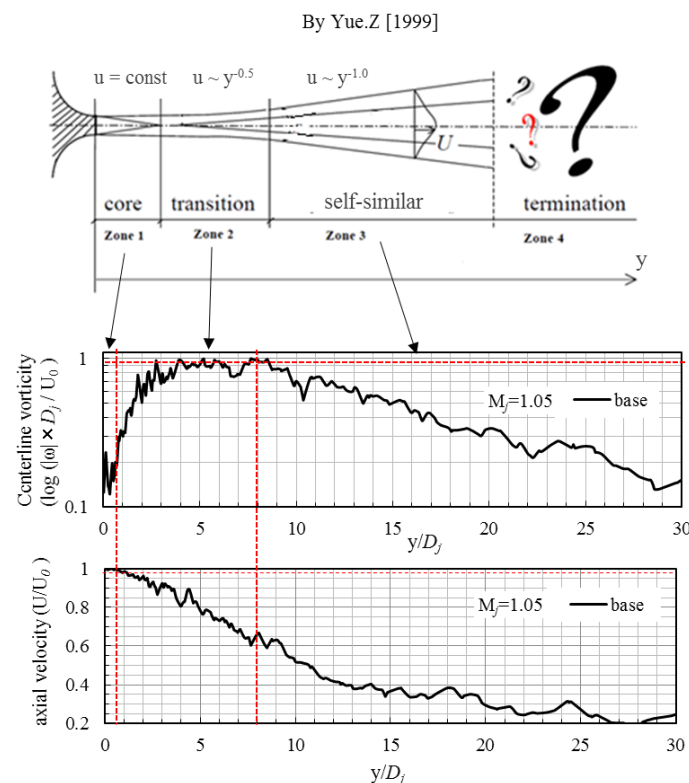 By Yue.Z [1999]
u = const u ~ y-0.5 u ~ y-1.0
? ? ? ?
U
core transition self-similar termination
Zone 1 Zone 2 Zone 3 Zone 4
y
Centerline vorticity
(log (|ω| × Dj / U0)
1
0.1
Mj=1.05 base
0 5 10 15 20 25 30
y/Dj
axial velocity (U/U0)
1
0.8
0.6
0.4
0.2
Mj=1.05 base
0 5 10 15 20 25 30
y/Dj